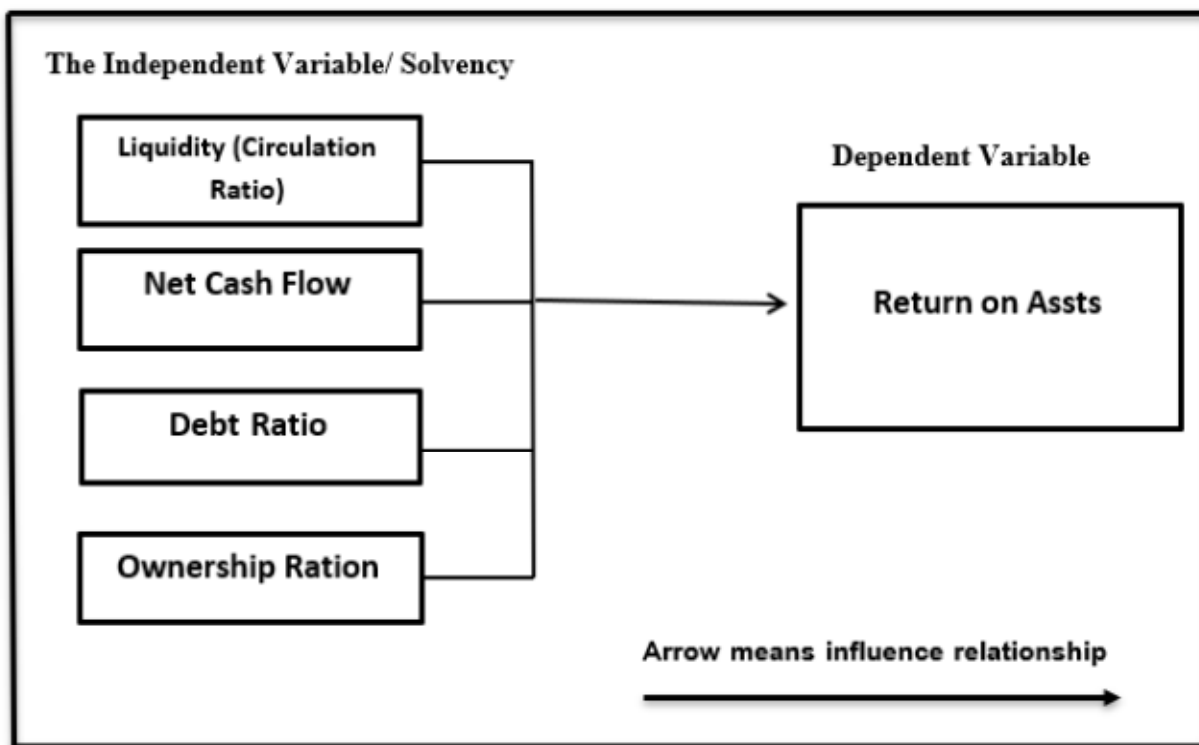 The Independent Variable/ Solvency
Liquidity (Circulation
Ratio)
Net Cash Flow
Debt Ratio
Ownership Ration
Dependent Variable
Return on Assts
Arrow means influence relationship